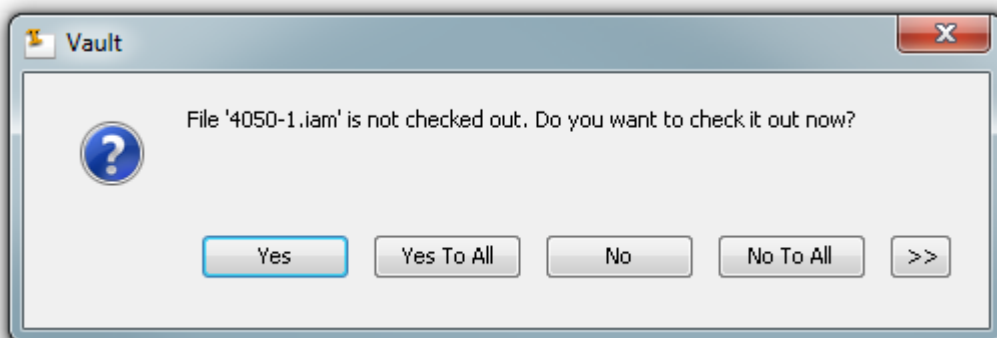 Vault
File '4050-1.iam' is not checked out. Do you want to check it out now?
Yes
Yes To All
No
No To All
>>